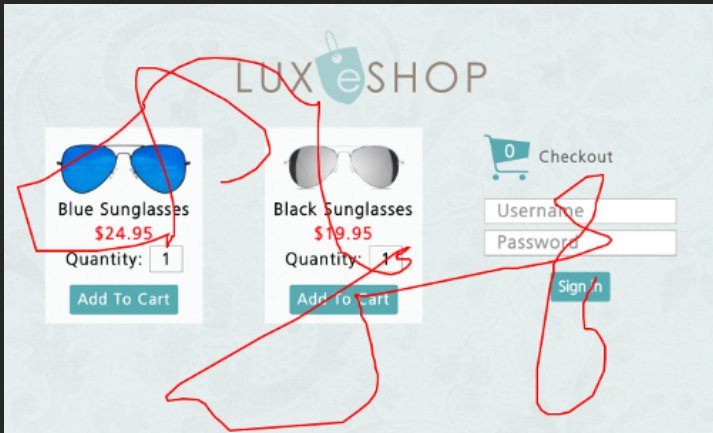 LUXeSHOP
Blue Sunglasses
$24.95
Quantity: 1
Add To Cart
Black Sunglasses
$19.95
Quantity: 1
Add To Cart
0 Checkout
Username
Password
Sign In